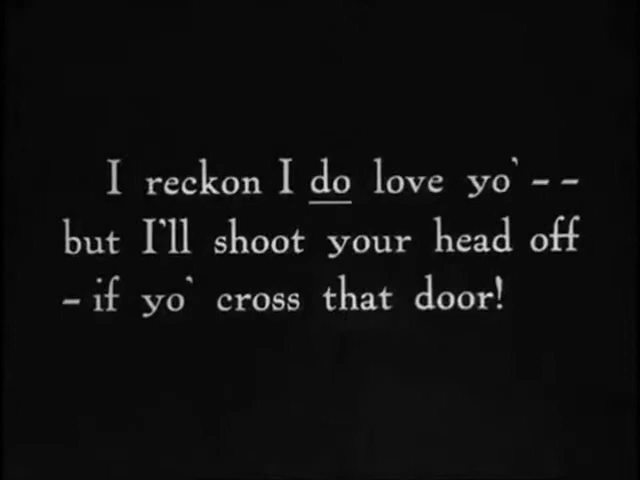 I reckon I do love yo' - -
but I'll shoot your head off
- if yo' cross that door!